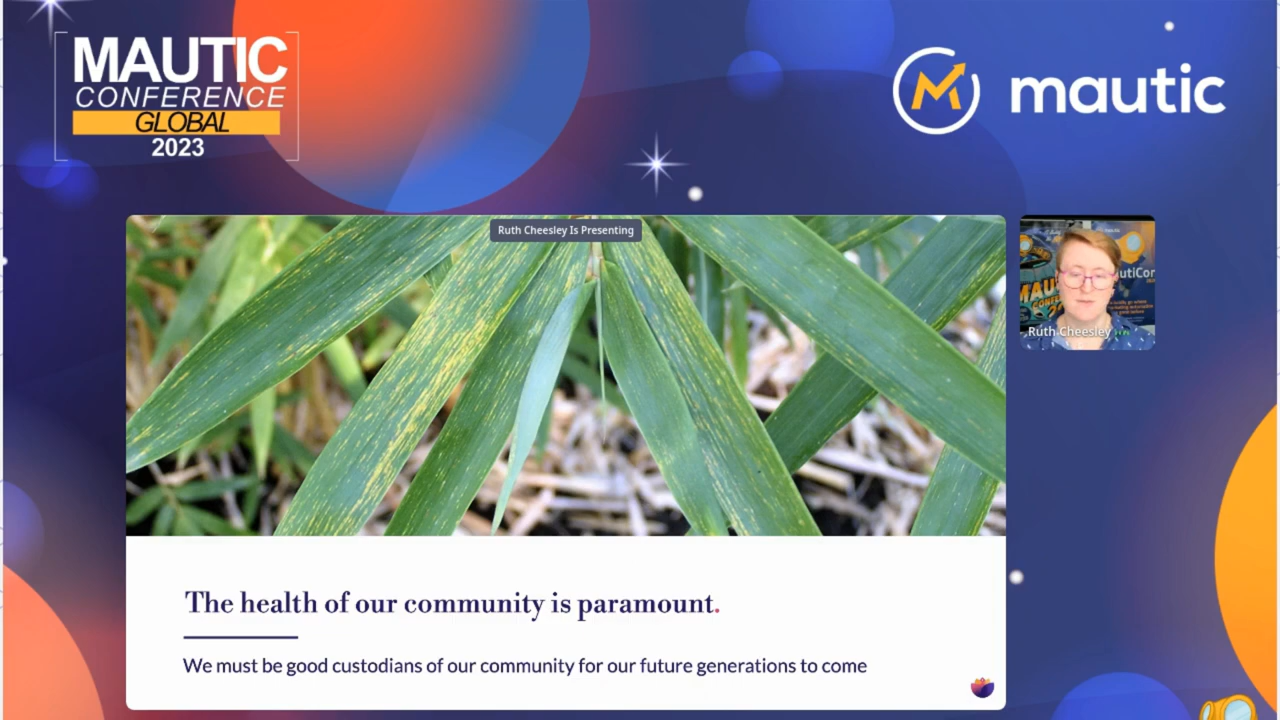 MAUTIC
CONFERENCE
GLOBAL
2023
mautic
Ruth Cheesley Is Presenting
Ruth Cheesley
The health of our community is paramount.
We must be good custodians of our community for our future generations to come